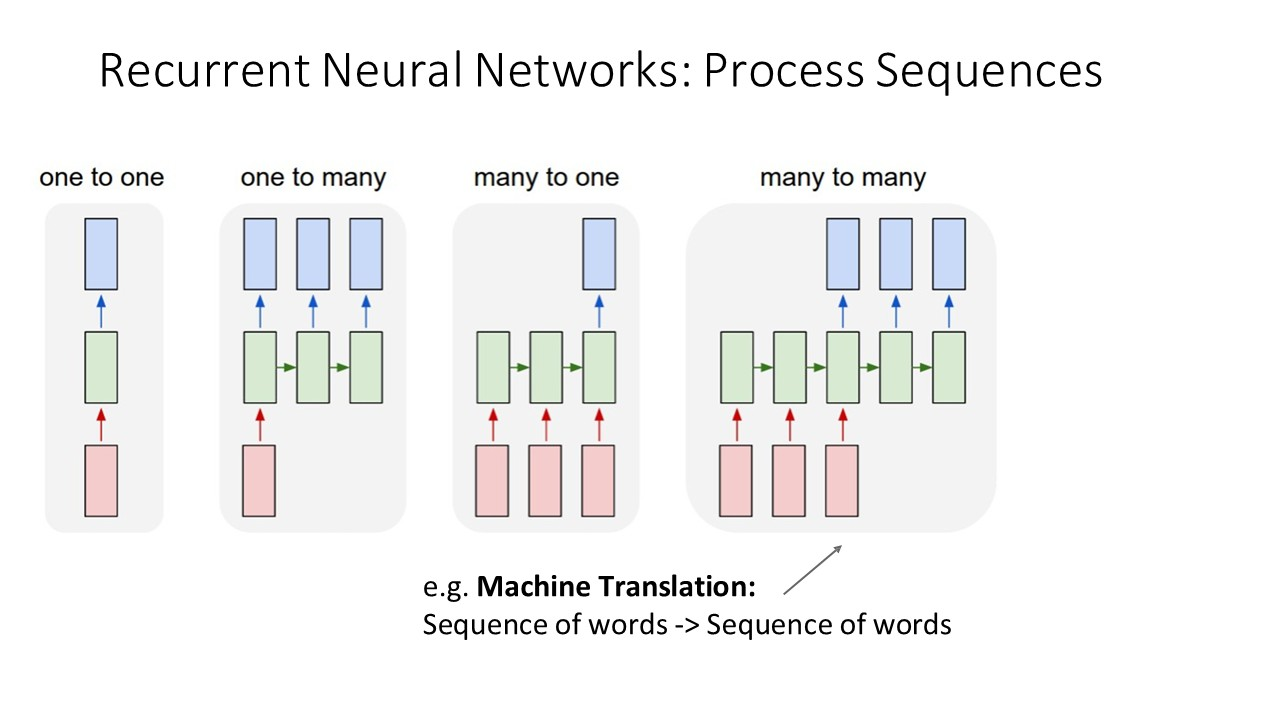 Recurrent Neural Networks: Process Sequences
one to one
one to many
many to one
many to many
e.g. Machine Translation:
Sequence of words -> Sequence of words